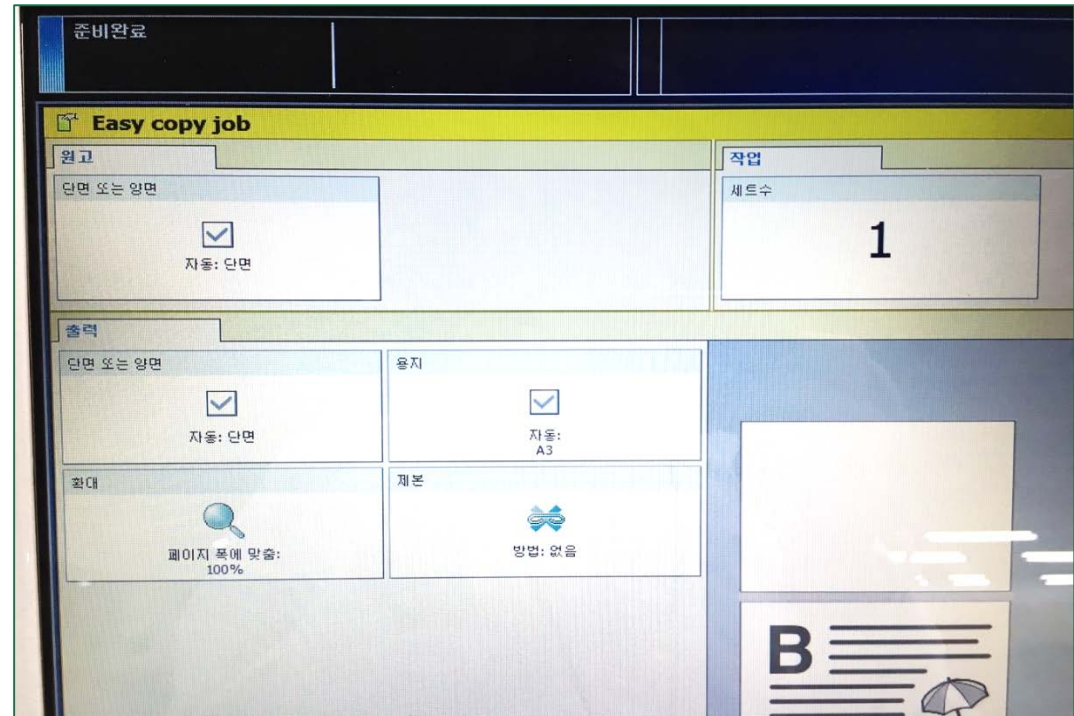 준비완료
Easy copy job
원고
작업
단면 또는 양면
세트수
자동: 단면
1
출력
단면 또는 양면
용지
자동: 단면
자동:
A3
확대
제본
페이지 폭에 맞춤:
100%
방법: 없음
B